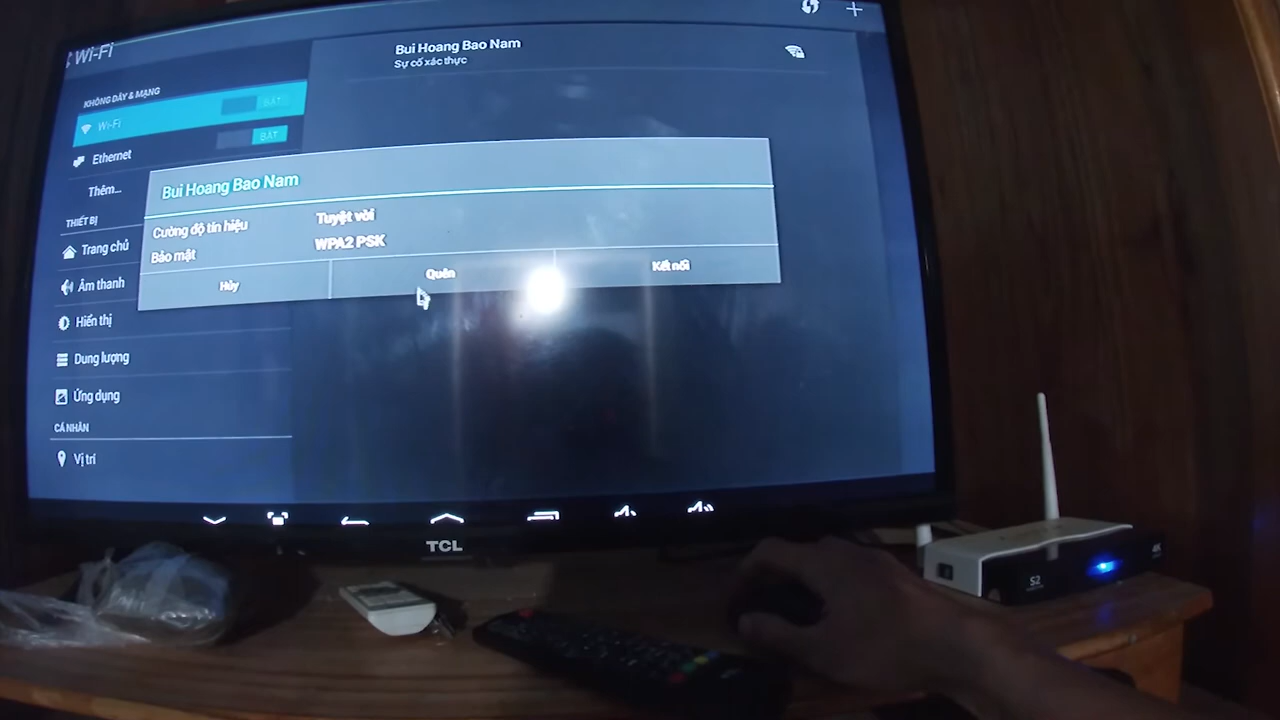 Wi-Fi
Bui Hoang Bao Nam
Sự cố xác thực
KHÔNG DÂY & MẠNG
Wi-Fi
BẬT
Ethernet
BẬT
Thêm...
THIẾT BỊ
Trang chủ
Âm thanh
Hiển thị
Dung lượng
Ứng dụng
CÁ NHÂN
Vị trí
Bui Hoang Bao Nam
Cường độ tín hiệu
Tuyệt vời
Bảo mật
WPA2 PSK
Hủy
Quên
Kết nối
TCL
S2
4K